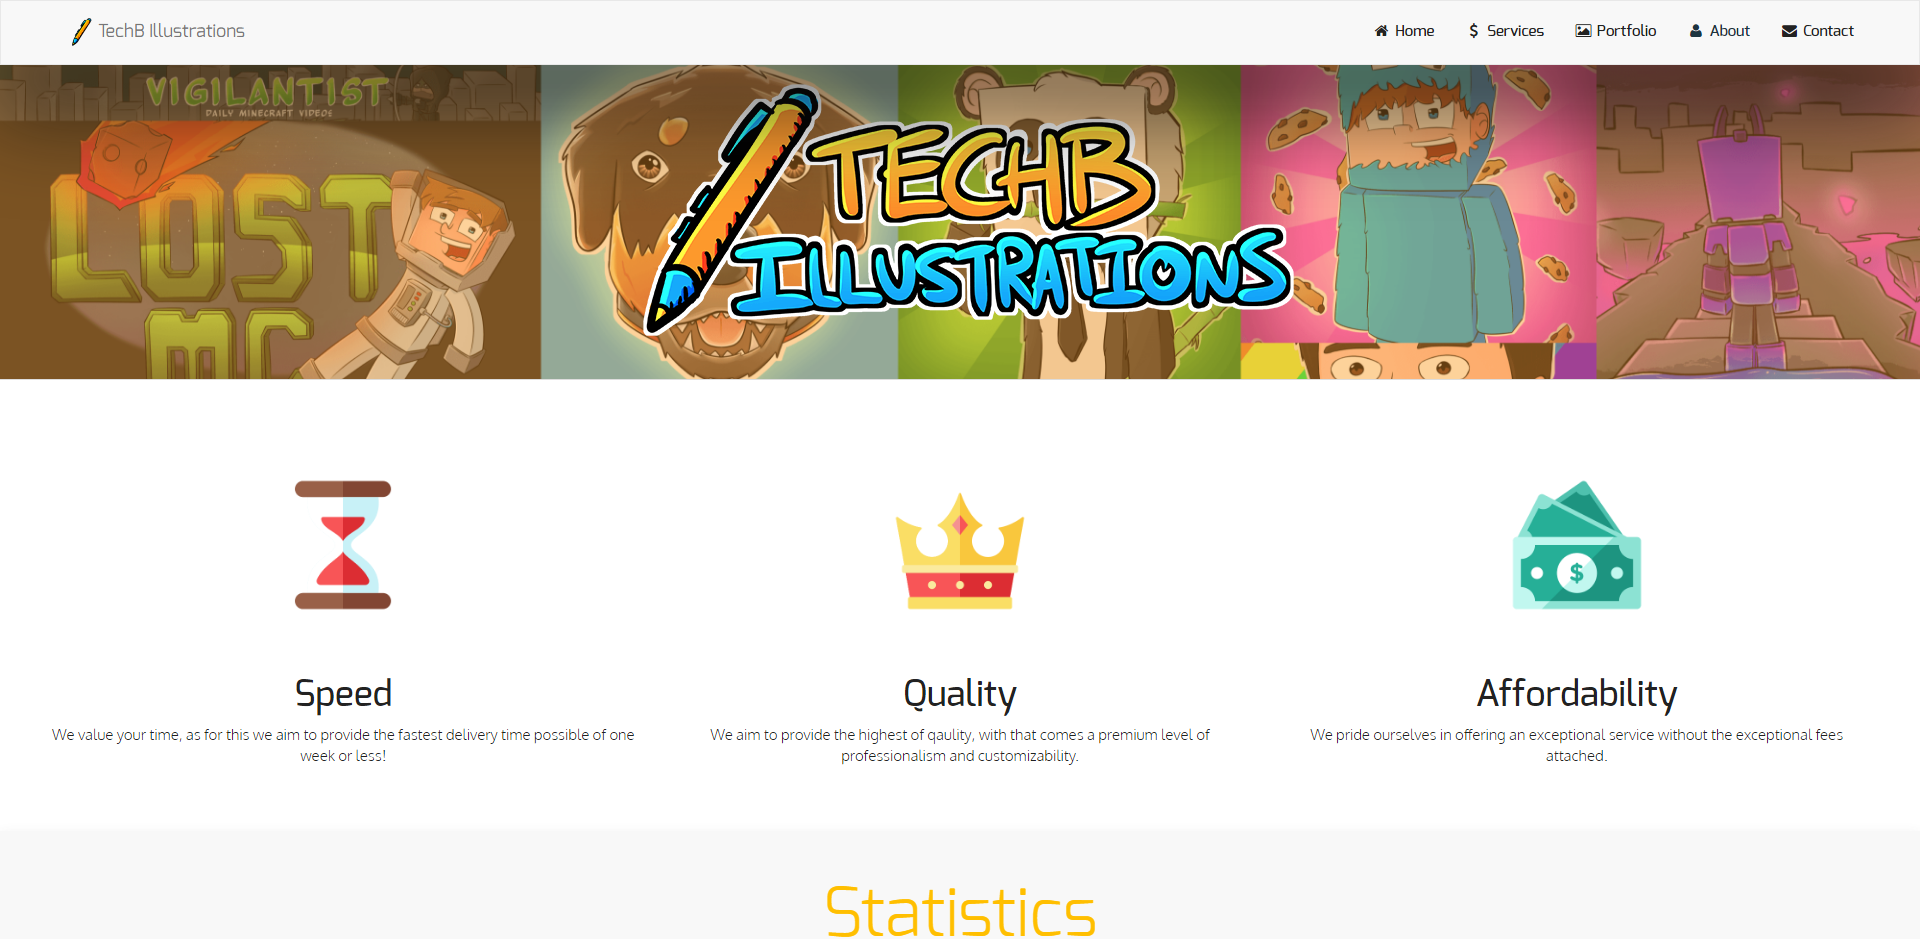 TechB Illustrations
Home
Services
Portfolio
About
Contact
VIGILANTIST
DAILY MINECRAFT VIDEOS
LOST
MC
TECHB
ILLUSTRATIONS
Speed
We value your time, as for this we aim to provide the fastest delivery time possible of one
week or less!
Quality
We aim to provide the highest of qaulity, with that comes a premium level of
professionalism and customizability.
Affordability
We pride ourselves in offering an exceptional service without the exceptional fees
attached.
Statistics